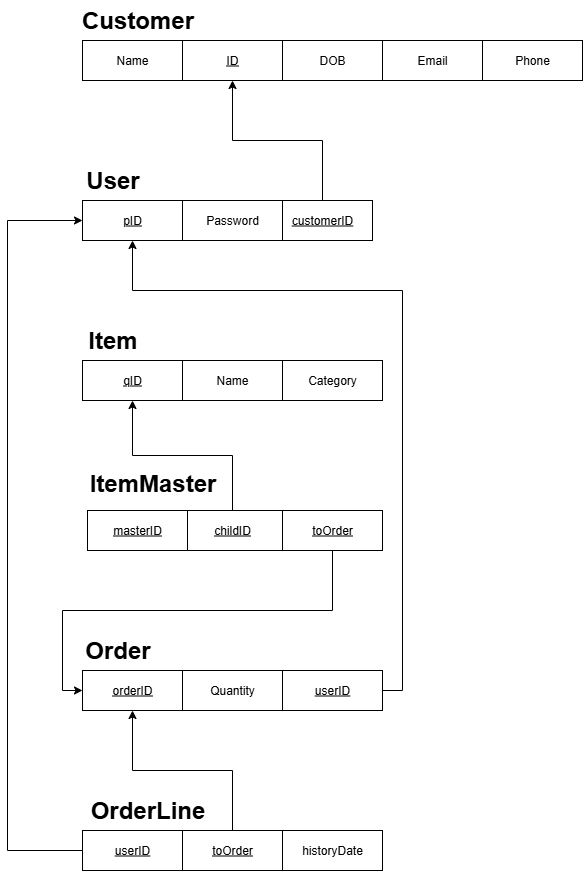 Customer
Name ID DOB Email Phone
User
pID Password customerID
Item
qID Name Category
ItemMaster
masterID childID toOrder
Order
orderID Quantity userID
OrderLine
userID toOrder historyDate